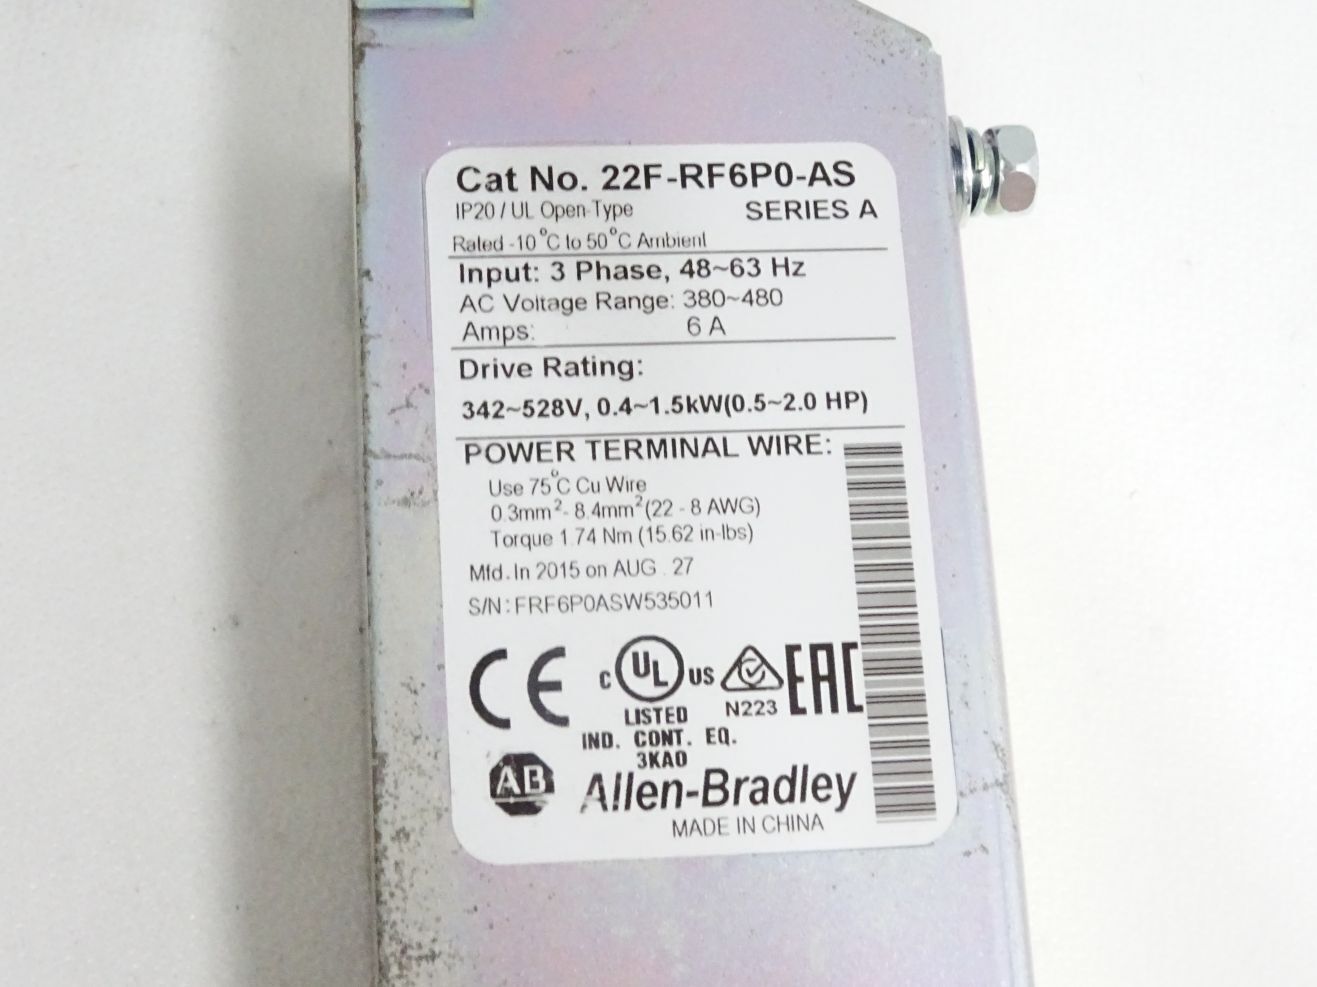 Cat No. 22F-RF6P0-AS
IP20 / UL Open-Type SERIES A
Rated -10°C to 50°C Ambient
Input: 3 Phase, 48~63 Hz
AC Voltage Range: 380~480
Amps: 6 A
Drive Rating:
342~528V, 0.4~1.5kW(0.5~2.0 HP)
POWER TERMINAL WIRE:
Use 75°C Cu Wire
0.3mm²- 8.4mm²(22 - 8 AWG)
Torque 1.74 Nm (15.62 in-lbs)
Mfd. In 2015 on AUG . 27
S/N: FRF6P0ASW535011
CE C UL US EAC
LISTED N223
IND. CONT. EQ.
3KA0
AB Allen-Bradley
MADE IN CHINA